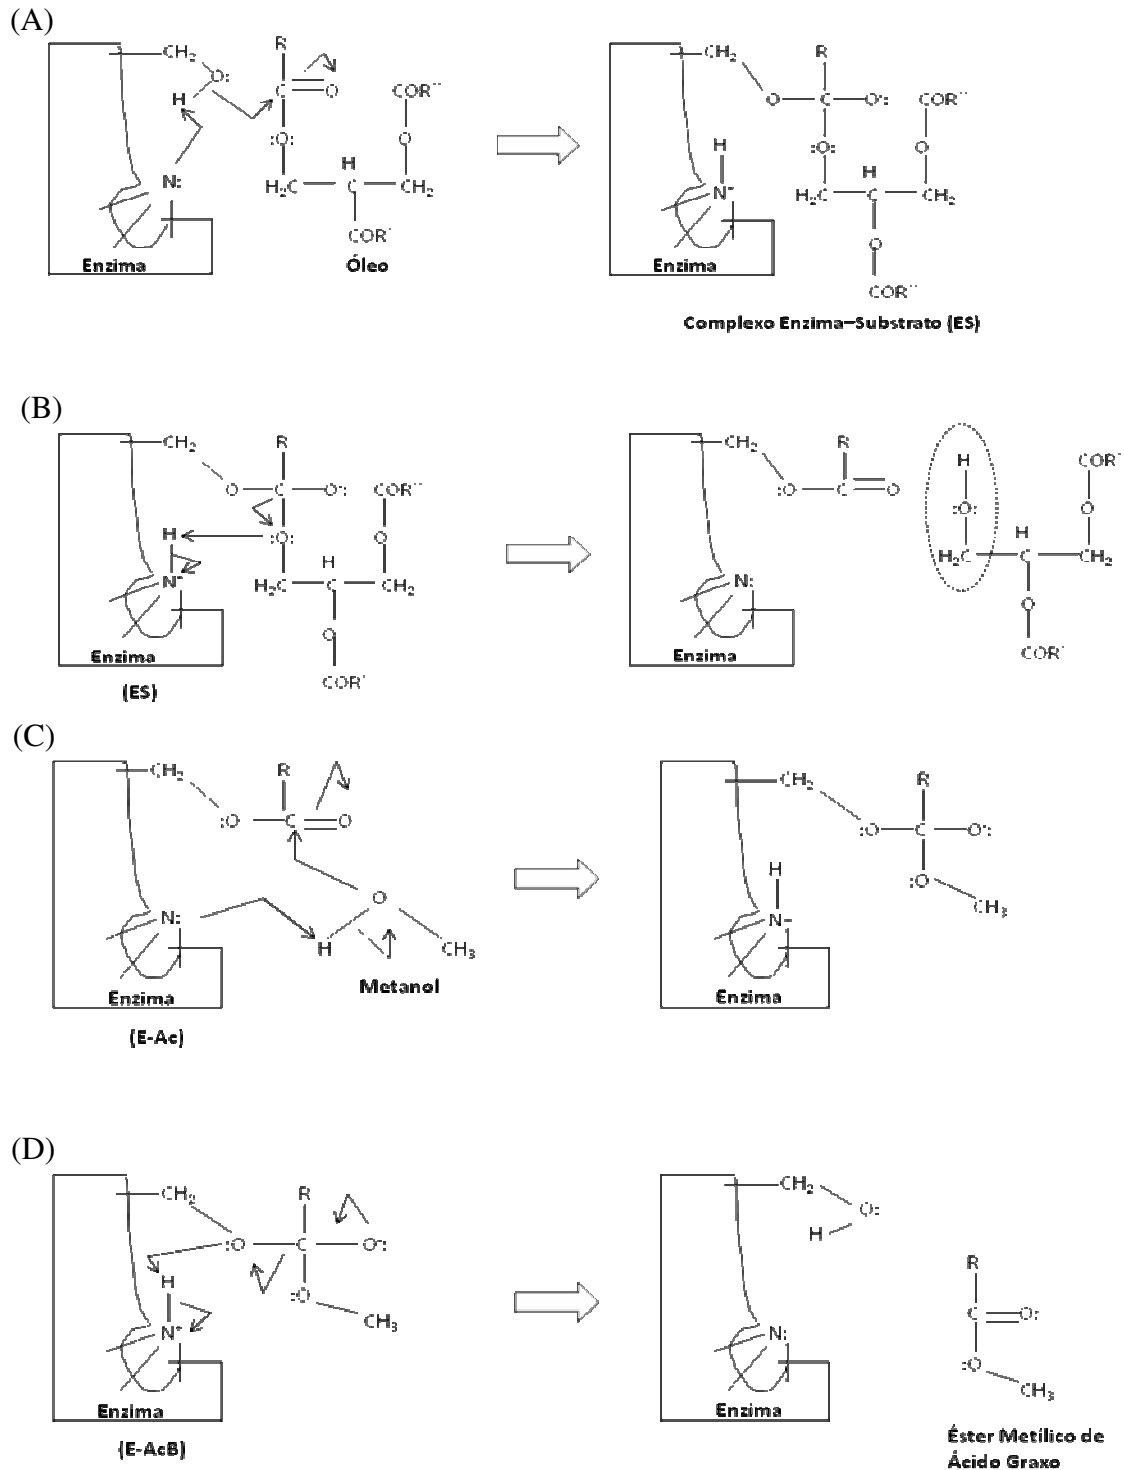 (A)
CH₂
R
O:
H
C
O
COR''
:O:
O
N:
H
H₂C
C
CH₂
COR'
Enzima
Óleo
CH₂
R
O
C
O⁻:
COR''
H
:O:
O
N⁺
H
H₂C
C
CH₂
O
Enzima
COR''
Complexo Enzima–Substrato (ES)
(B)
CH₂
R
O
C
O⁻:
COR''
H
:O:
O
N⁺
H
H₂C
C
CH₂
O
Enzima
COR'
(ES)
CH₂
R
H
COR'
:O
C
O
:O:
O
N:
H
H₂C
C
CH₂
O
Enzima
COR'
(C)
CH₂
R
:O
C
O
N:
O
H
CH₃
Enzima
Metanol
(E-Ac)
CH₂
R
:O
C
O⁻:
H
:O
N⁺
CH₃
Enzima
(D)
CH₂
R
:O
C
O⁻:
H
:O
N⁺
CH₃
Enzima
(E-AcB)
CH₂
O:
H
R
C
O:
N:
:O
CH₃
Enzima
Éster Metílico de
Ácido Graxo